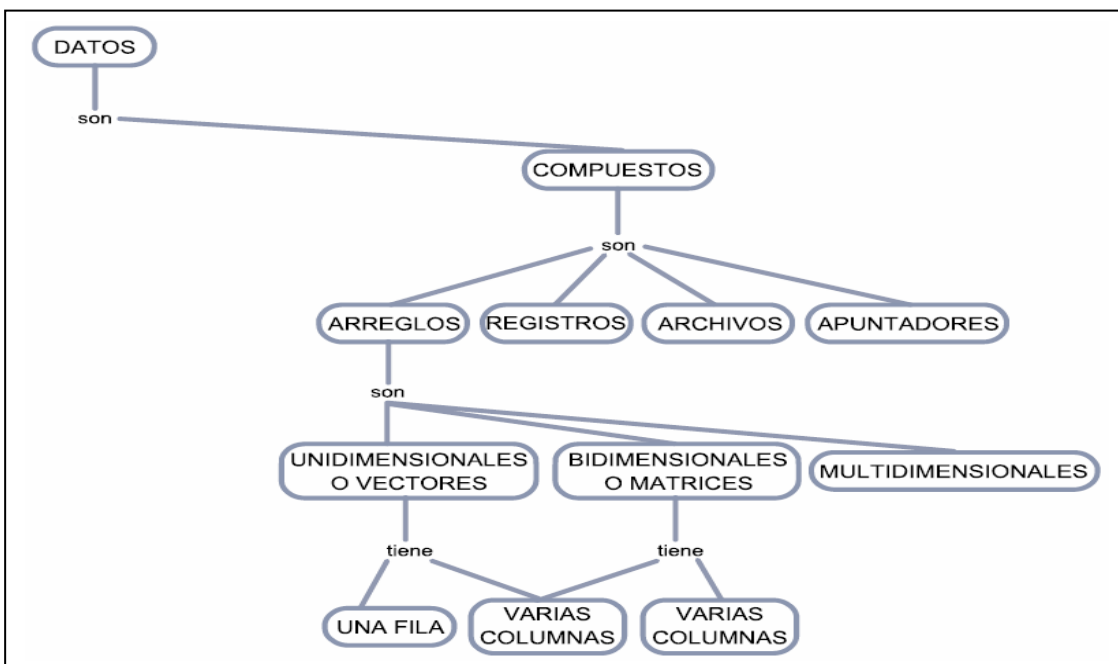 DATOS
son
COMPUESTOS
son
ARREGLOS
REGISTROS
ARCHIVOS
APUNTADORES
son
UNIDIMENSIONALES
O VECTORES
BIDIMENSIONALES
O MATRICES
MULTIDIMENSIONALES
tiene
tiene
UNA FILA
VARIAS
COLUMNAS
VARIAS
COLUMNAS